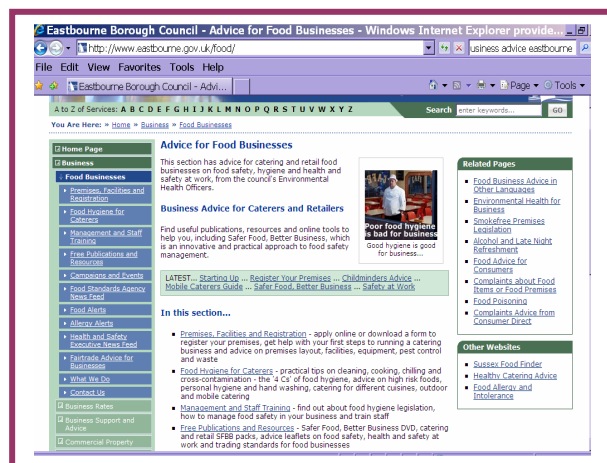 Eastbourne Borough Council - Advice for Food Businesses - Windows Internet Explorer provide...
http://www.eastbourne.gov.uk/food/
usiness advice eastbourne
File Edit View Favorites Tools Help
Eastbourne Borough Council - Advi...
Page
Tools
A to Z of Services: A B C D E F G H I J K L M N O P Q R S T U V W X Y Z
Search
enter keywords...
GO
You Are Here: » Home » Business » Food Businesses
Home Page
Business
Food Businesses
Premises, Facilities and
Registration
Food Hygiene for
Caterers
Management and Staff
Training
Free Publications and
Resources
Campaigns and Events
Food Standards Agency
News Feed
Food Alerts
Allergy Alerts
Health and Safety
Executive News Feed
Fairtrade Advice for
Businesses
What We Do
Contact Us
Business Rates
Business Support and
Advice
Commercial Property
Advice for Food Businesses
This section has advice for catering and retail food
businesses on food safety, hygiene and health and
safety at work, from the council's Environmental
Health Officers.
Business Advice for Caterers and Retailers
Find useful publications, resources and online tools to
help you, including Safer Food, Better Business, which
is an innovative and practical approach to food safety
management.
Poor food hygiene
is bad for business
Good hygiene is good
for business...
LATEST... Starting Up ... Register Your Premises ... Childminders Advice ...
Mobile Caterers Guide ... Safer Food, Better Business ... Safety at Work
In this section...
Premises, Facilities and Registration - apply online or download a form to
register your premises, get help with your first steps to running a catering
business and advice on premises layout, facilities, equipment, pest control
and waste
Food Hygiene for Caterers - practical tips on cleaning, cooking, chilling and
cross-contamination - the '4 Cs' of food hygiene, advice on high risk foods,
personal hygiene and hand washing, catering for different cuisines, outdoor
and mobile catering
Management and Staff Training - find out about food hygiene legislation,
how to manage food safety in your business and train staff
Free Publications and Resources - Safer Food, Better Business DVD, catering
and retail SFBB packs, advice leaflets on food safety, health and safety at
work and trading standards for food businesses
Related Pages
Food Business Advice in
Other Languages
Environmental Health for
Business
Smokefree Premises
Legislation
Alcohol and Late Night
Refreshment
Food Advice for
Consumers
Complaints about Food
Items or Food Premises
Food Poisoning
Complaints Advice from
Consumer Direct
Other Websites
Sussex Food Finder
Healthy Catering Advice
Food Allergy and
Intolerance